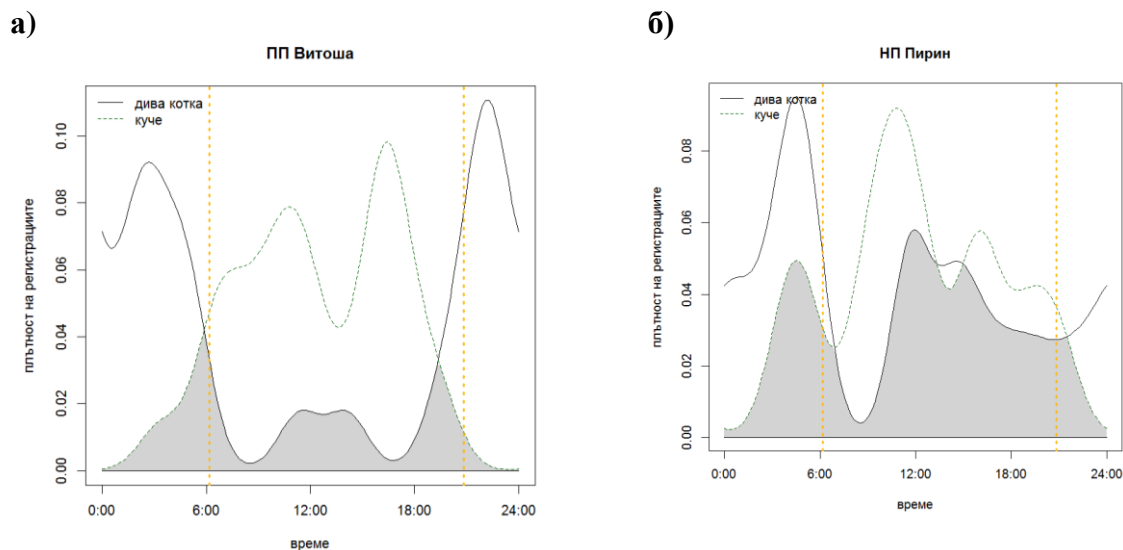 а)
ПП Витоша
дива котка
куче
плътност на регистрациите
0.00
0.02
0.04
0.06
0.08
0.10
0:00
6:00
12:00
18:00
24:00
време
б)
НП Пирин
дива котка
куче
плътност на регистрациите
0.00
0.02
0.04
0.06
0.08
0:00
6:00
12:00
18:00
24:00
време